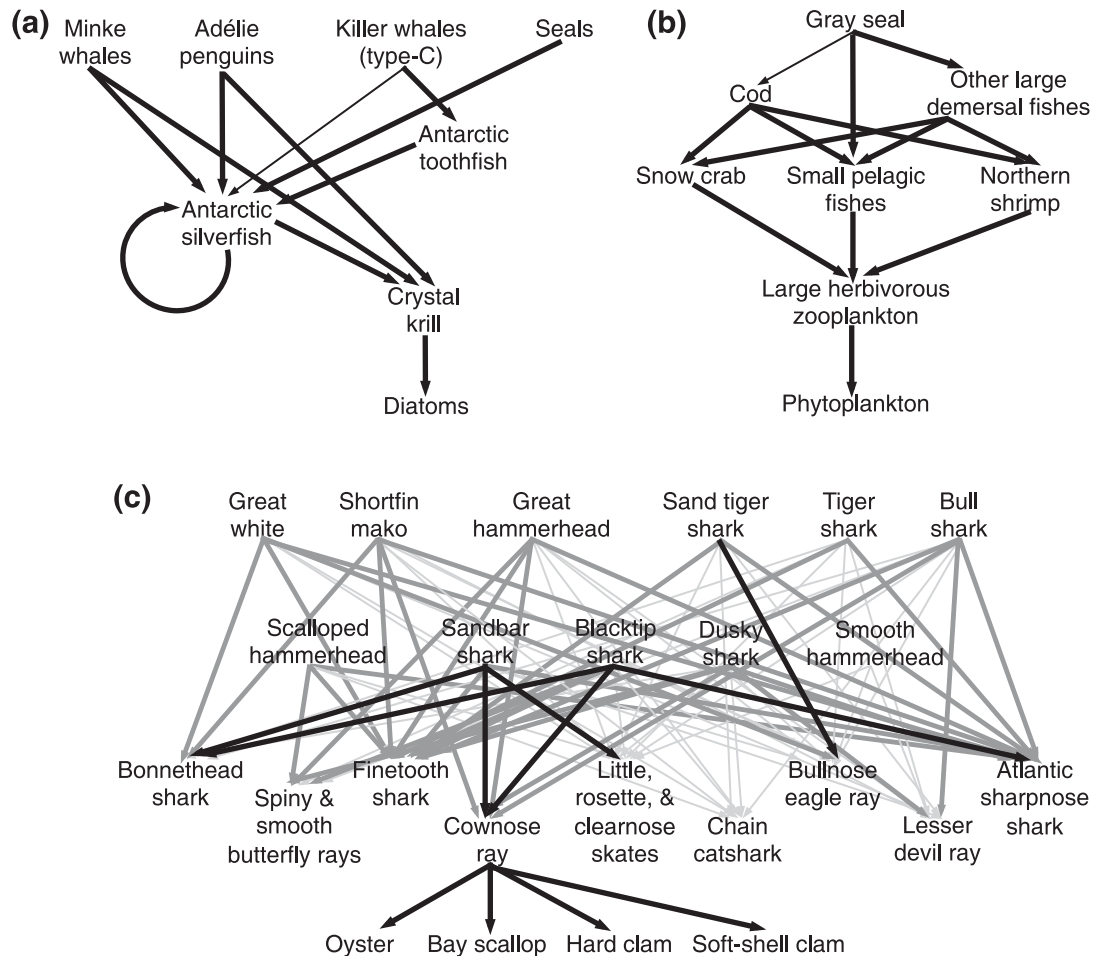 (a)
Minke
whales
Adélie
penguins
Killer whales
(type-C)
Seals
Antarctic
toothfish
Antarctic
silverfish
Crystal
krill
Diatoms
(b)
Gray seal
Cod
Other large
demersal fishes
Snow crab
Small pelagic
fishes
Northern
shrimp
Large herbivorous
zooplankton
Phytoplankton
(c)
Great
white
Shortfin
mako
Great
hammerhead
Sand tiger
shark
Tiger
shark
Bull
shark
Scalloped
hammerhead
Sandbar
shark
Blacktip
shark
Dusky
shark
Smooth
hammerhead
Bonnethead
shark
Spiny &
smooth
butterfly rays
Finetooth
shark
Cownose
ray
Little,
rosette, &
clearnose
skates
Chain
catshark
Bullnose
eagle ray
Lesser
devil ray
Atlantic
sharpnose
shark
Oyster
Bay scallop
Hard clam
Soft-shell clam